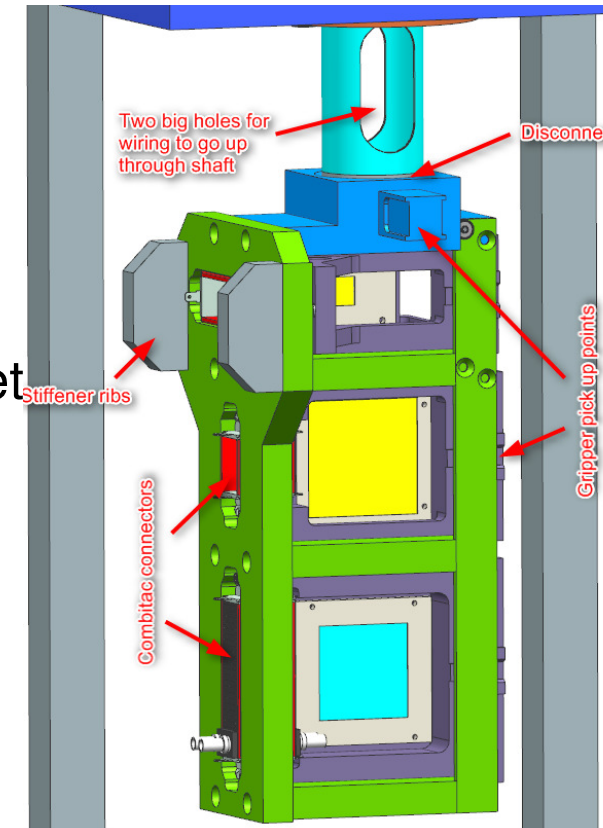 Two big holes for
wiring to go up
through shaft
Disconne
et
Stiffener ribs
Gripper pick up points
Combitac connectors